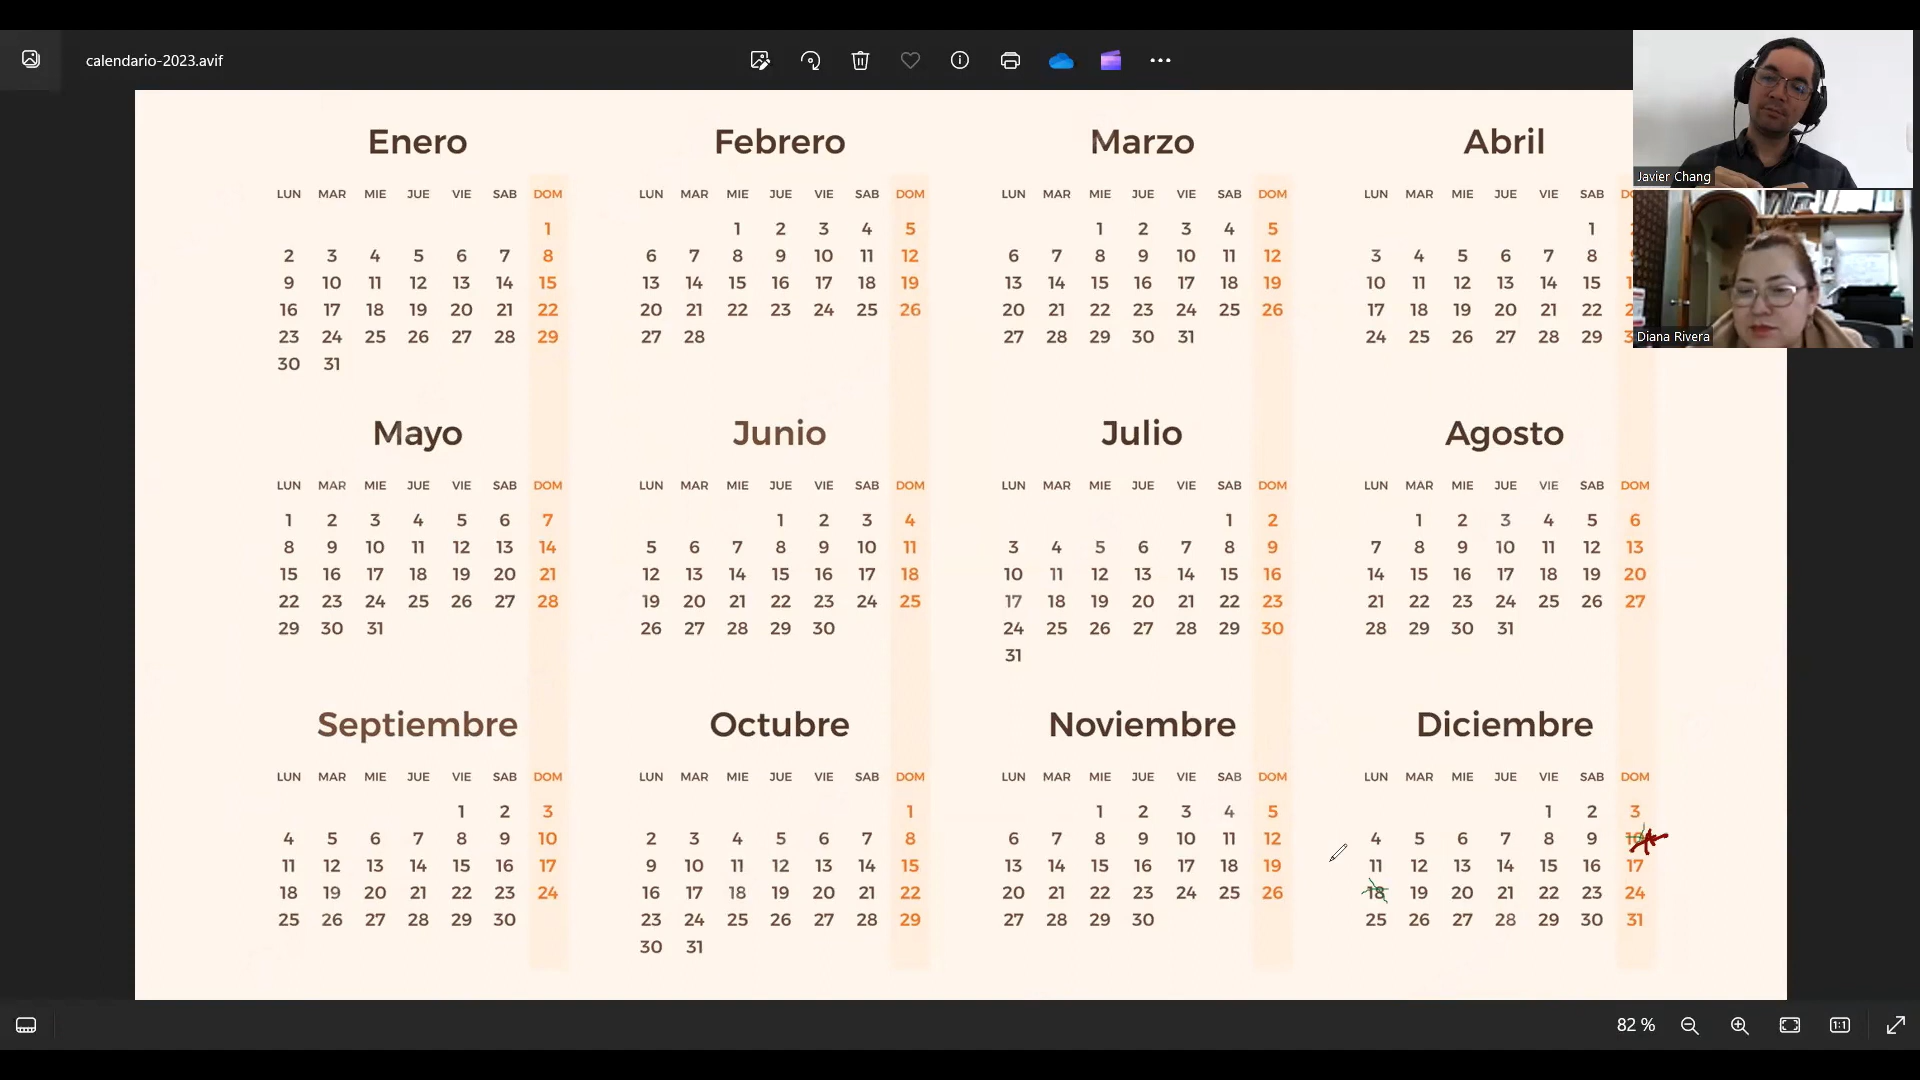 calendario-2023.avif
Javier Chang
Diana Rivera
Enero
LUN MAR MIE JUE VIE SAB DOM
1
2 3 4 5 6 7 8
9 10 11 12 13 14 15
16 17 18 19 20 21 22
23 24 25 26 27 28 29
30 31
Febrero
LUN MAR MIE JUE VIE SAB DOM
1 2 3 4 5
6 7 8 9 10 11 12
13 14 15 16 17 18 19
20 21 22 23 24 25 26
27 28
Marzo
LUN MAR MIE JUE VIE SAB DOM
1 2 3 4 5
6 7 8 9 10 11 12
13 14 15 16 17 18 19
20 21 22 23 24 25 26
27 28 29 30 31
Abril
LUN MAR MIE JUE VIE SAB
1
3 4 5 6 7 8
10 11 12 13 14 15
17 18 19 20 21 22
24 25 26 27 28 29
Mayo
LUN MAR MIE JUE VIE SAB DOM
1 2 3 4 5 6 7
8 9 10 11 12 13 14
15 16 17 18 19 20 21
22 23 24 25 26 27 28
29 30 31
Junio
LUN MAR MIE JUE VIE SAB DOM
1 2 3 4
5 6 7 8 9 10 11
12 13 14 15 16 17 18
19 20 21 22 23 24 25
26 27 28 29 30
Julio
LUN MAR MIE JUE VIE SAB DOM
1 2
3 4 5 6 7 8 9
10 11 12 13 14 15 16
17 18 19 20 21 22 23
24 25 26 27 28 29 30
31
Agosto
LUN MAR MIE JUE VIE SAB DOM
1 2 3 4 5 6
7 8 9 10 11 12 13
14 15 16 17 18 19 20
21 22 23 24 25 26 27
28 29 30 31
Septiembre
LUN MAR MIE JUE VIE SAB DOM
1 2 3
4 5 6 7 8 9 10
11 12 13 14 15 16 17
18 19 20 21 22 23 24
25 26 27 28 29 30
Octubre
LUN MAR MIE JUE VIE SAB DOM
1
2 3 4 5 6 7 8
9 10 11 12 13 14 15
16 17 18 19 20 21 22
23 24 25 26 27 28 29
30 31
Noviembre
LUN MAR MIE JUE VIE SAB DOM
1 2 3 4 5
6 7 8 9 10 11 12
13 14 15 16 17 18 19
20 21 22 23 24 25 26
27 28 29 30
Diciembre
LUN MAR MIE JUE VIE SAB DOM
1 2 3
4 5 6 7 8 9 10
11 12 13 14 15 16 17
18 19 20 21 22 23 24
25 26 27 28 29 30 31
82 %
1:1